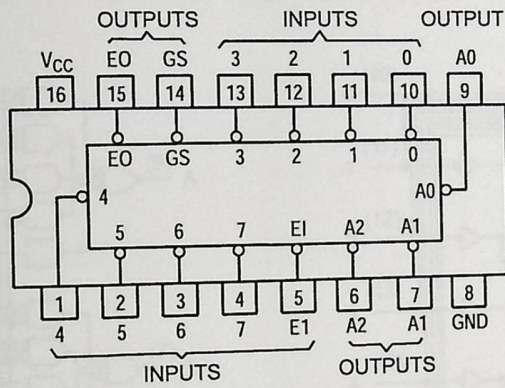 OUTPUTS INPUTS OUTPUT
VCC EO GS 3 2 1 0 A0
16 15 14 13 12 11 10 9
EO GS 3 2 1 0
4 A0
5 6 7 EI A2 A1
1 2 3 4 5 6 7 8
4 5 6 7 E1 A2 A1 GND
INPUTS OUTPUTS